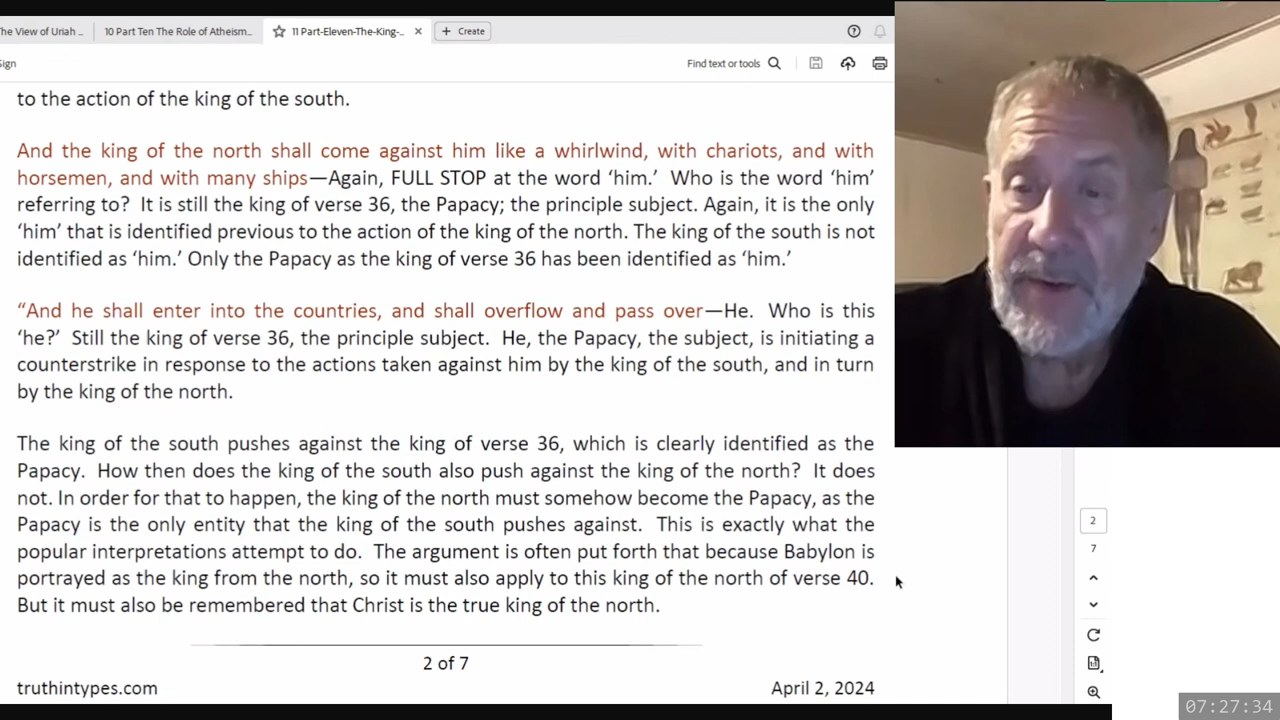 he View of Uriah ...
10 Part Ten The Role of Atheism...
11 Part-Eleven-The-King-...
Create
Sign
Find text or tools
to the action of the king of the south.
And the king of the north shall come against him like a whirlwind, with chariots, and with
horsemen, and with many ships—Again, FULL STOP at the word ‘him.’ Who is the word ‘him’
referring to? It is still the king of verse 36, the Papacy; the principle subject. Again, it is the only
‘him’ that is identified previous to the action of the king of the north. The king of the south is not
identified as ‘him.’ Only the Papacy as the king of verse 36 has been identified as ‘him.’
“And he shall enter into the countries, and shall overflow and pass over—He. Who is this
‘he?’ Still the king of verse 36, the principle subject. He, the Papacy, the subject, is initiating a
counterstrike in response to the actions taken against him by the king of the south, and in turn
by the king of the north.
The king of the south pushes against the king of verse 36, which is clearly identified as the
Papacy. How then does the king of the south also push against the king of the north? It does
not. In order for that to happen, the king of the north must somehow become the Papacy, as the
Papacy is the only entity that the king of the south pushes against. This is exactly what the
popular interpretations attempt to do. The argument is often put forth that because Babylon is
portrayed as the king from the north, so it must also apply to this king of the north of verse 40.
But it must also be remembered that Christ is the true king of the north.
2 of 7
truthintypes.com
April 2, 2024
2
7
07:27:34